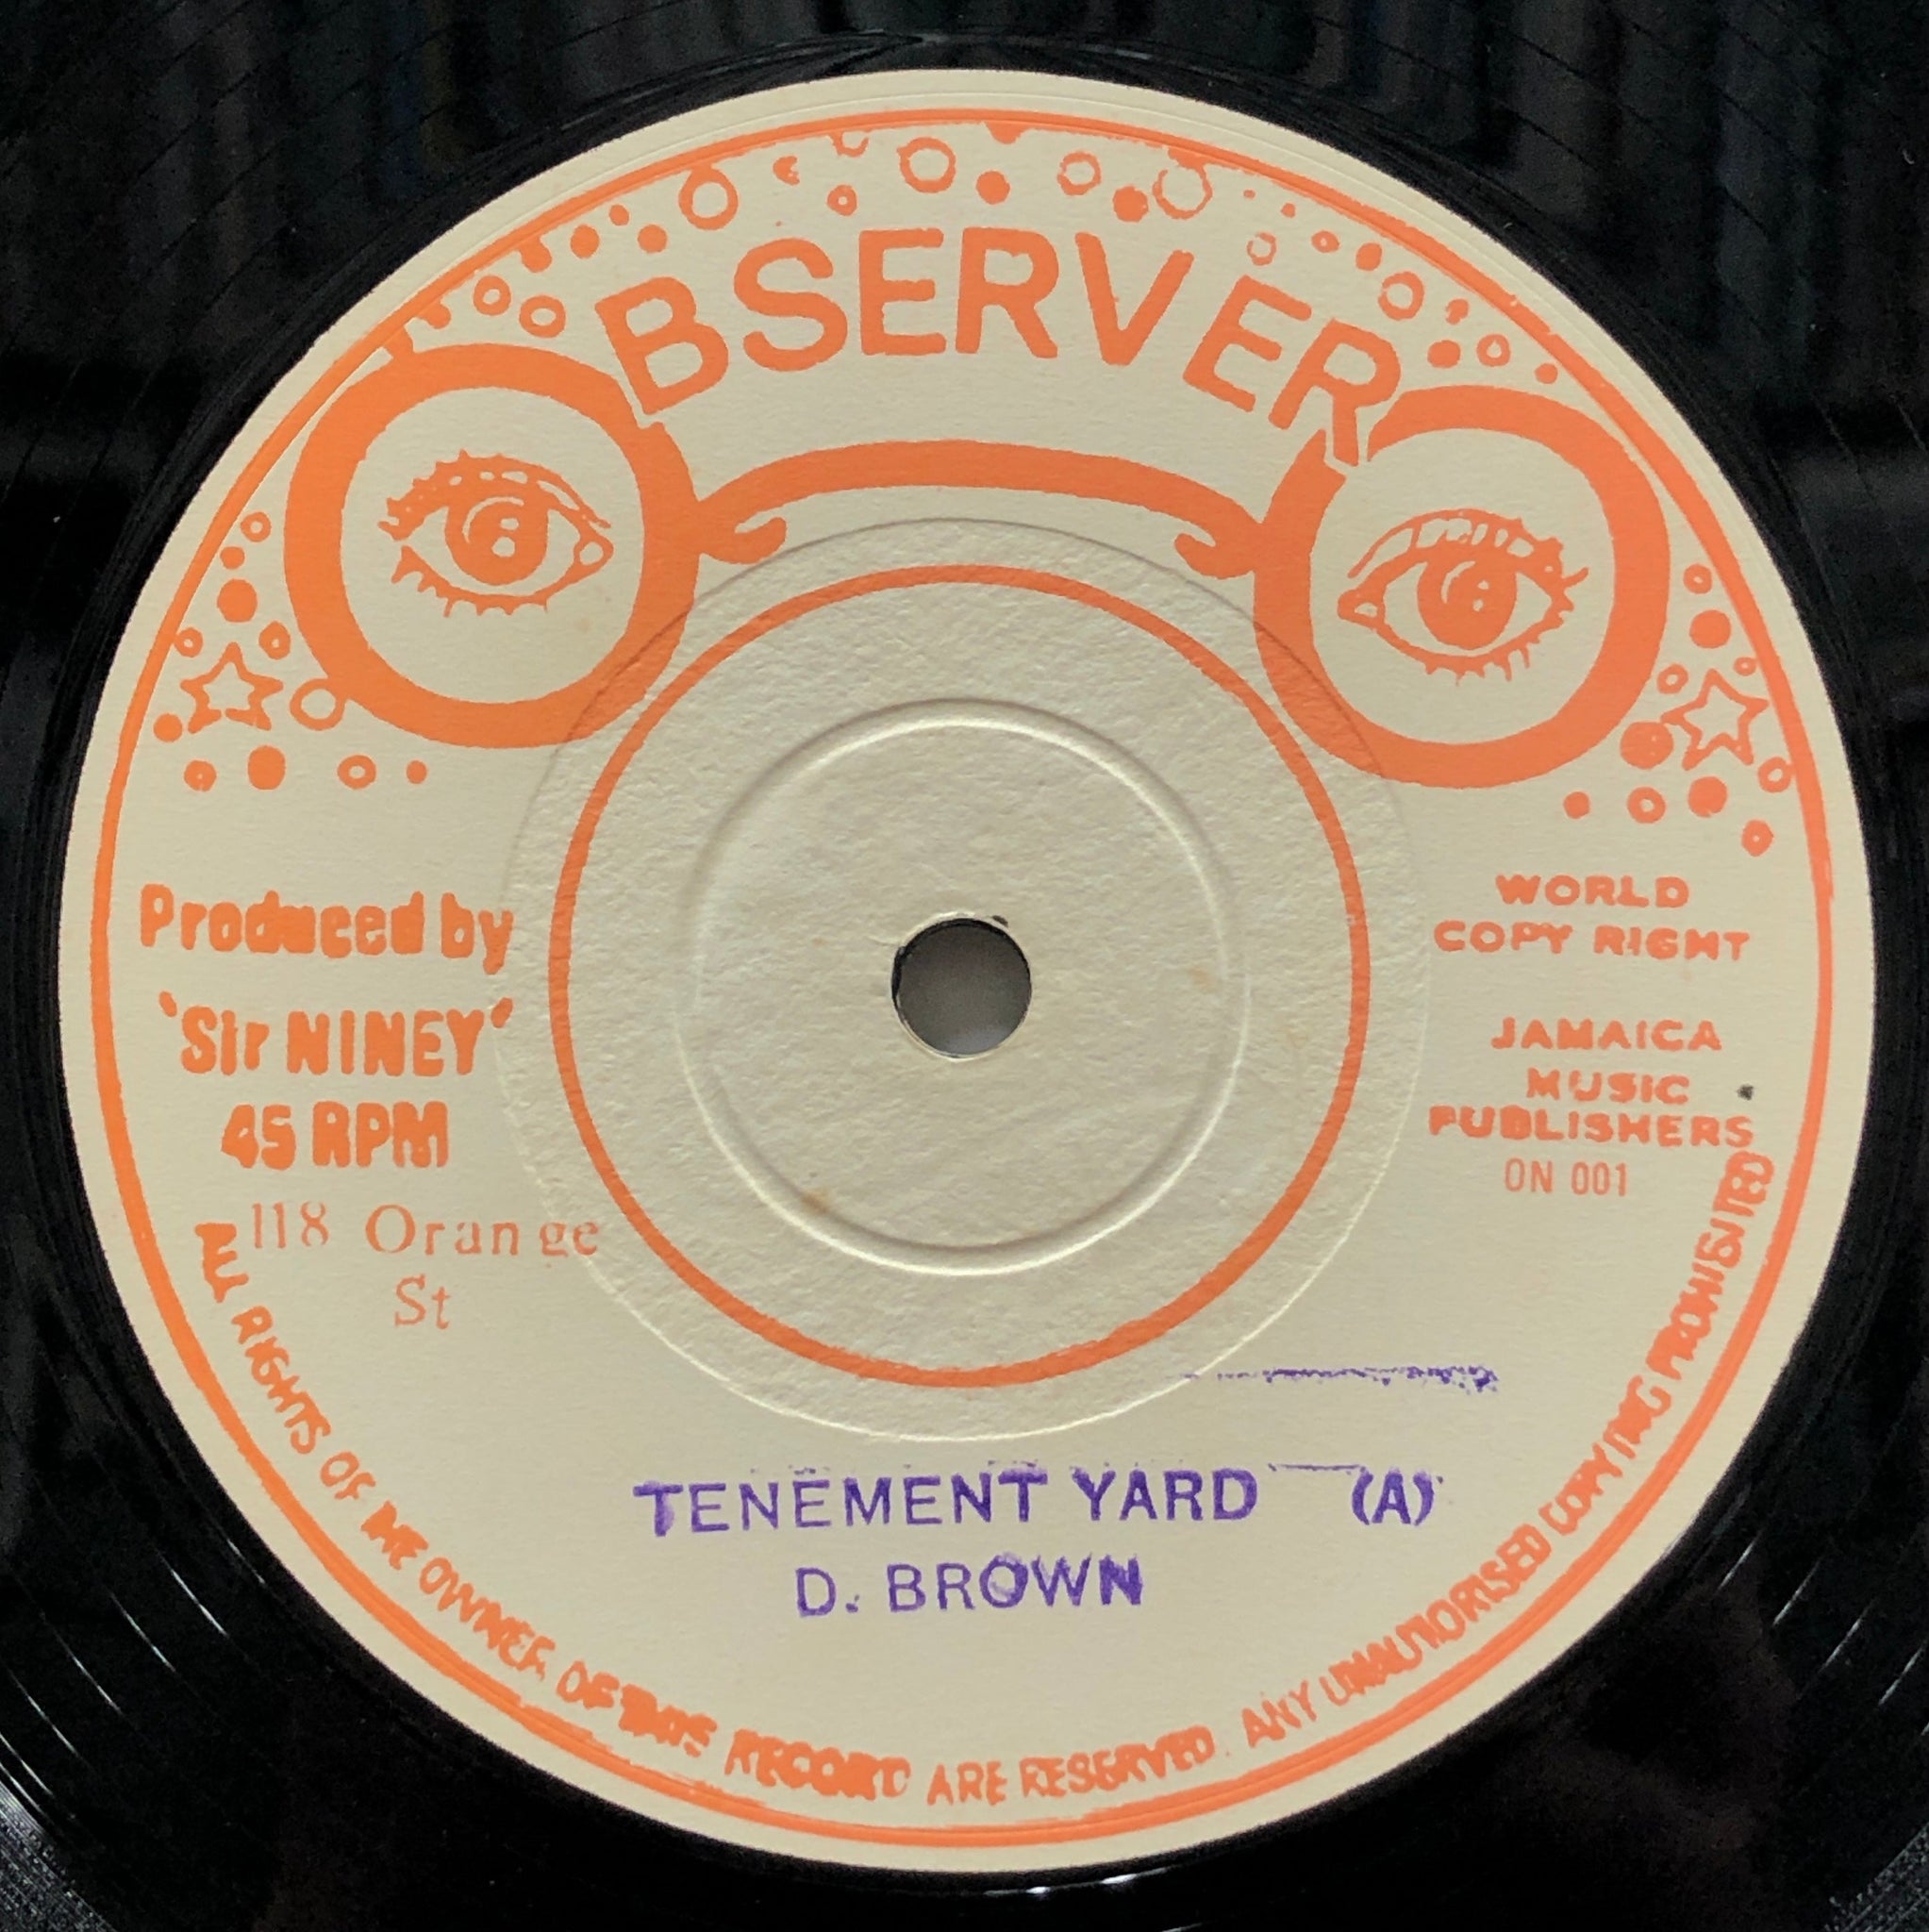 OBSERVER
Produced by
'Sir NINEY'
45 RPM
118 Orange
St
WORLD
COPY RIGHT
JAMAICA
MUSIC
PUBLISHERS
ON 001
TENEMENT YARD (A)
D. BROWN
ALL RIGHTS OF THE OWNER OF THIS RECORD ARE RESERVED. ANY UNAUTHORISED COPYING PROHIBITED